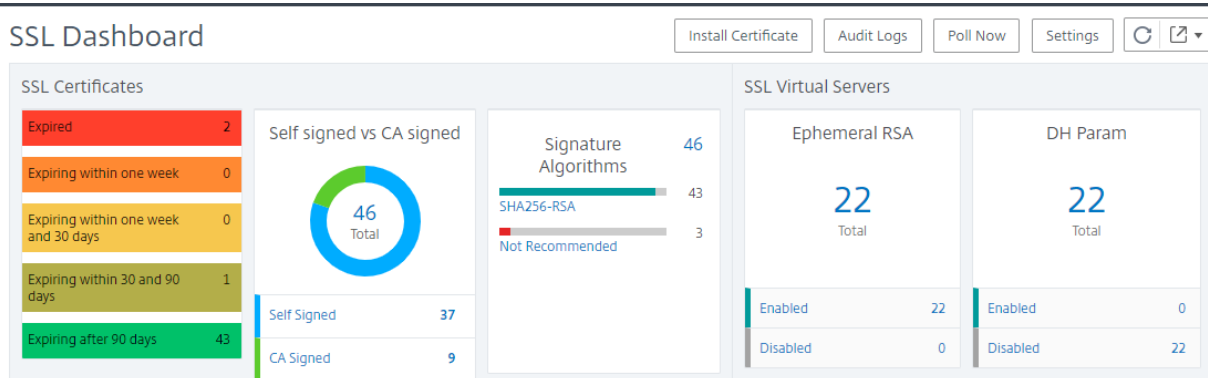 SSL Dashboard
Install Certificate
Audit Logs
Poll Now
Settings
SSL Certificates
Expired 2
Expiring within one week 0
Expiring within one week 0
and 30 days
Expiring within 30 and 90 1
days
Expiring after 90 days 43
Self signed vs CA signed
46
Total
Self Signed 37
CA Signed 9
Signature 46
Algorithms
43
SHA256-RSA
3
Not Recommended
SSL Virtual Servers
Ephemeral RSA
22
Total
Enabled 22
Disabled 0
DH Param
22
Total
Enabled 0
Disabled 22